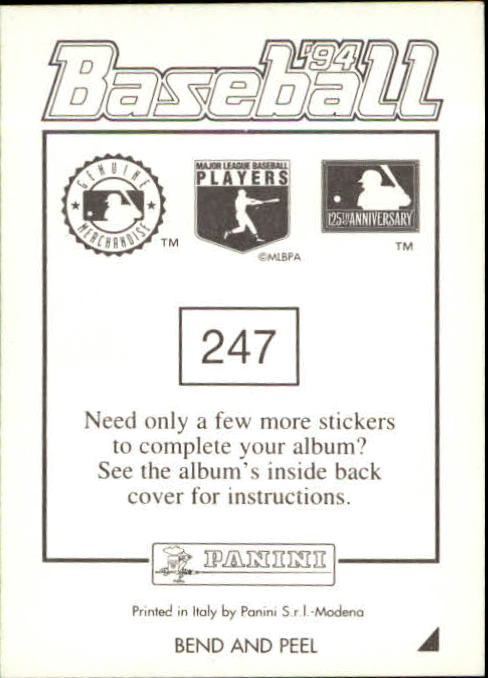 '94
Baseball
GENUINE
MERCHANDISE
TM
MAJOR LEAGUE BASEBALL
PLAYERS
©MLBPA
125TH ANNIVERSARY
TM
247
Need only a few more stickers
to complete your album?
See the album's inside back
cover for instructions.
PANINI
Printed in Italy by Panini S.r.l.-Modena
BEND AND PEEL